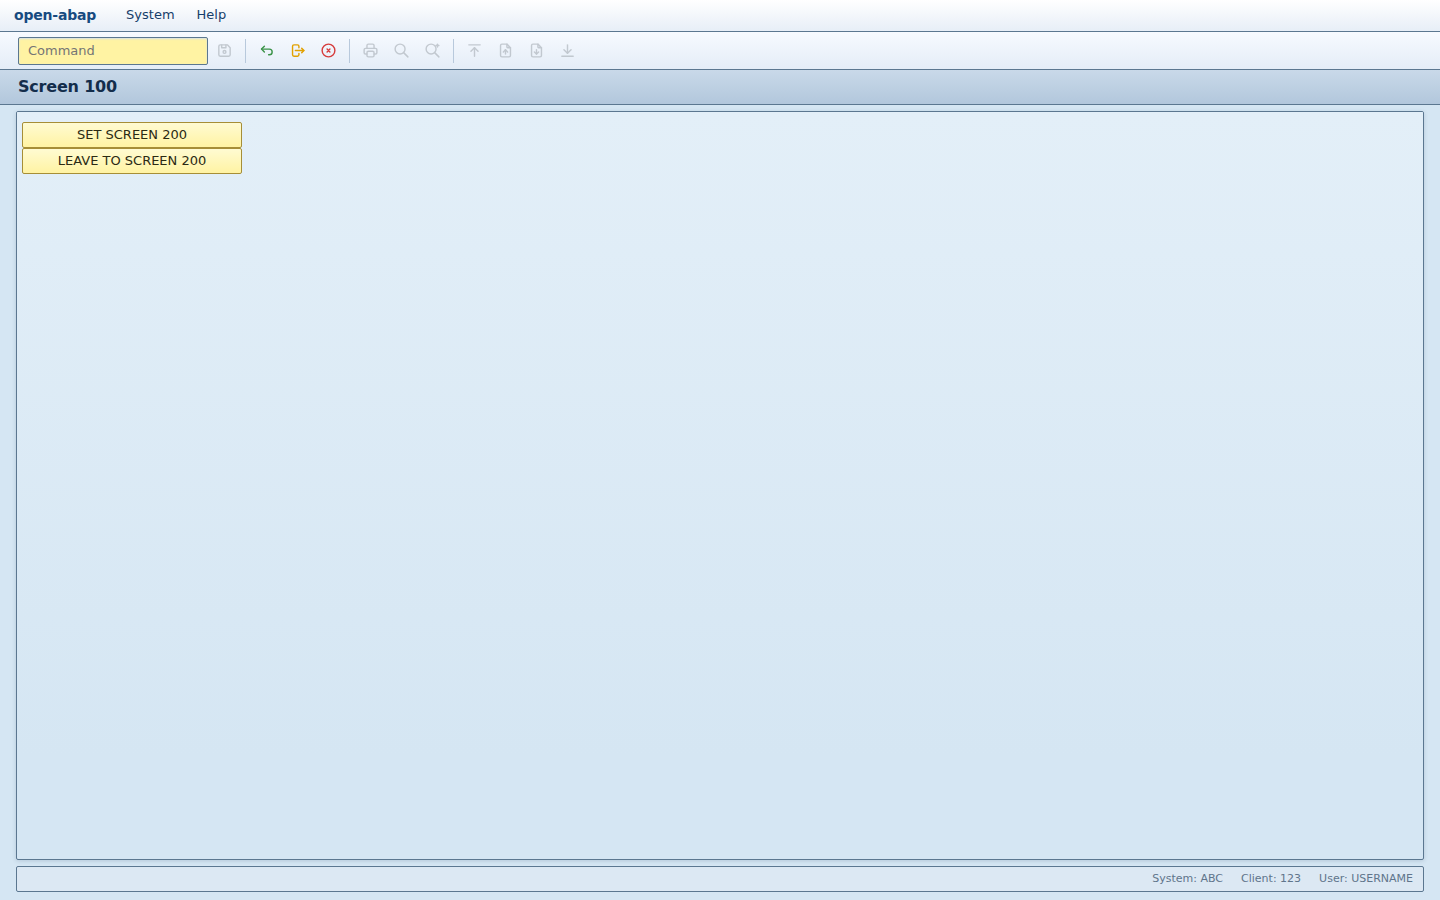 open-abap System Help
Command
Screen 100
SET SCREEN 200
LEAVE TO SCREEN 200
System: ABC Client: 123 User: USERNAME